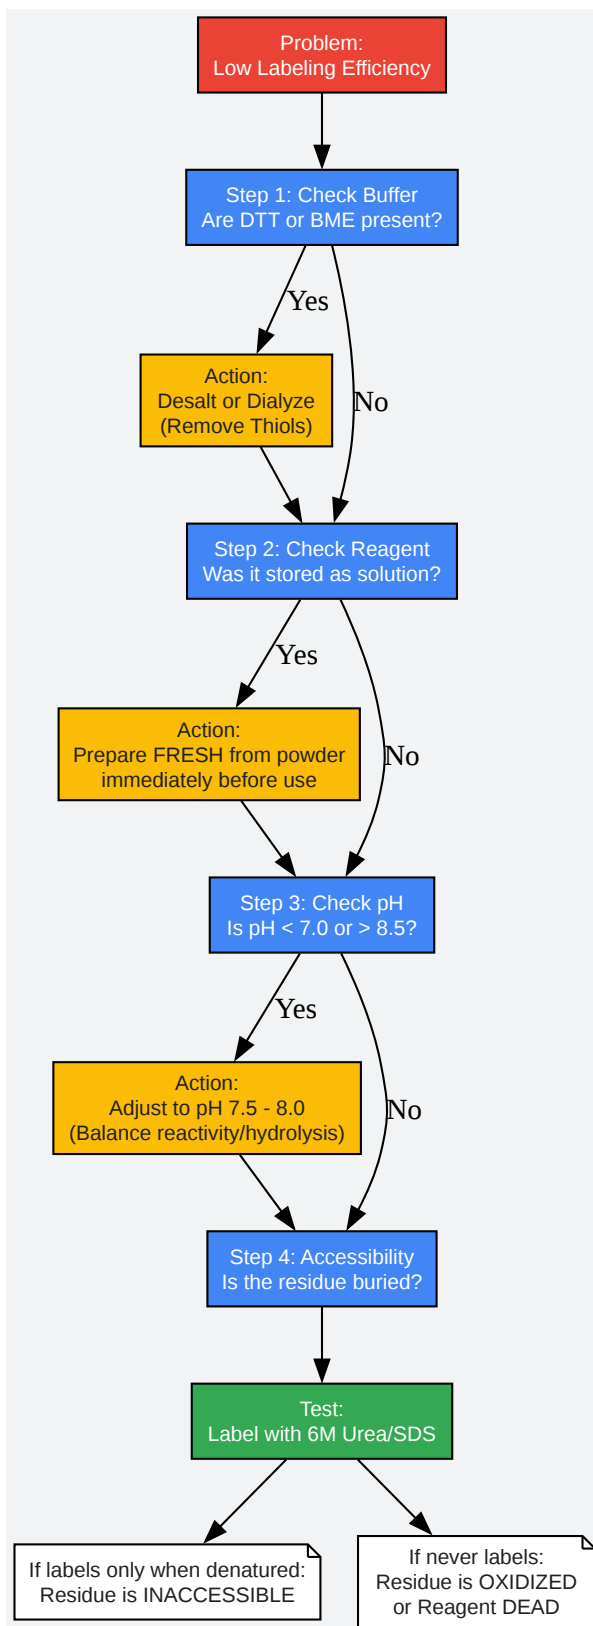 Problem:
Low Labeling Efficiency
Step 1: Check Buffer
Are DTT or BME present?
Yes
Action:
Desalt or Dialyze
(Remove Thiols)
No
Step 2: Check Reagent
Was it stored as solution?
Yes
Action:
Prepare FRESH from powder
immediately before use
No
Step 3: Check pH
Is pH < 7.0 or > 8.5?
Yes
Action:
Adjust to pH 7.5 - 8.0
(Balance reactivity/hydrolysis)
No
Step 4: Accessibility
Is the residue buried?
Test:
Label with 6M Urea/SDS
If labels only when denatured:
Residue is INACCESSIBLE
If never labels:
Residue is OXIDIZED
or Reagent DEAD